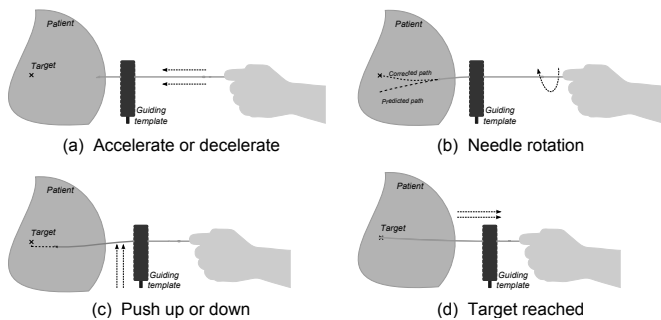 Patient
Target
Guiding
template
(a) Accelerate or decelerate
Patient
Corrected path
Predicted path
Guiding
template
(b) Needle rotation
Patient
Target
Guiding
template
(c) Push up or down
Patient
Target
Guiding
template
(d) Target reached